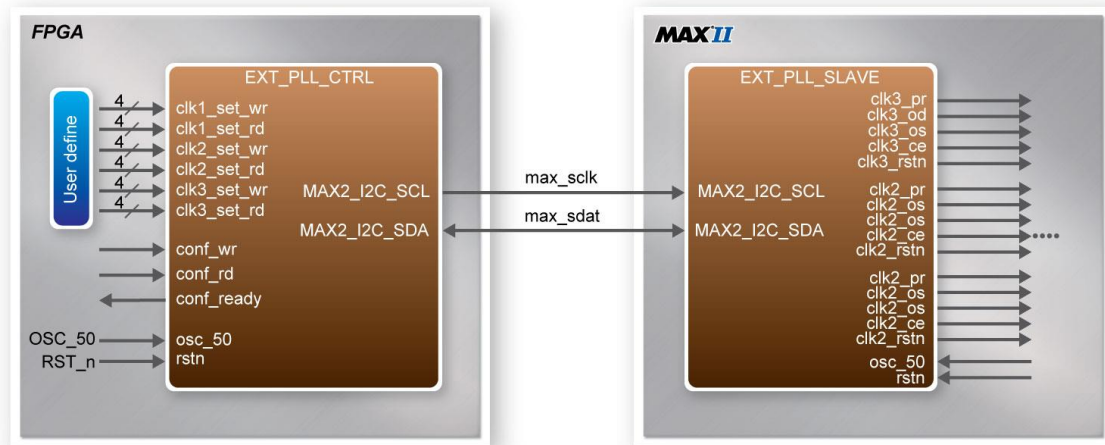 FPGA
EXT_PLL_CTRL
User define
4
clk1_set_wr
4
clk1_set_rd
4
clk2_set_wr
4
clk2_set_rd
4
clk3_set_wr
4
clk3_set_rd
MAX2_I2C_SCL
MAX2_I2C_SDA
conf_wr
conf_rd
conf_ready
OSC_50
osc_50
RST_n
rstn
max_sclk
max_sdat
MAX II
EXT_PLL_SLAVE
MAX2_I2C_SCL
MAX2_I2C_SDA
clk3_pr
clk3_od
clk3_os
clk3_ce
clk3_rstn
clk2_pr
clk2_os
clk2_os
clk2_ce
clk2_rstn
clk2_pr
clk2_os
clk2_os
clk2_ce
clk2_rstn
osc_50
rstn